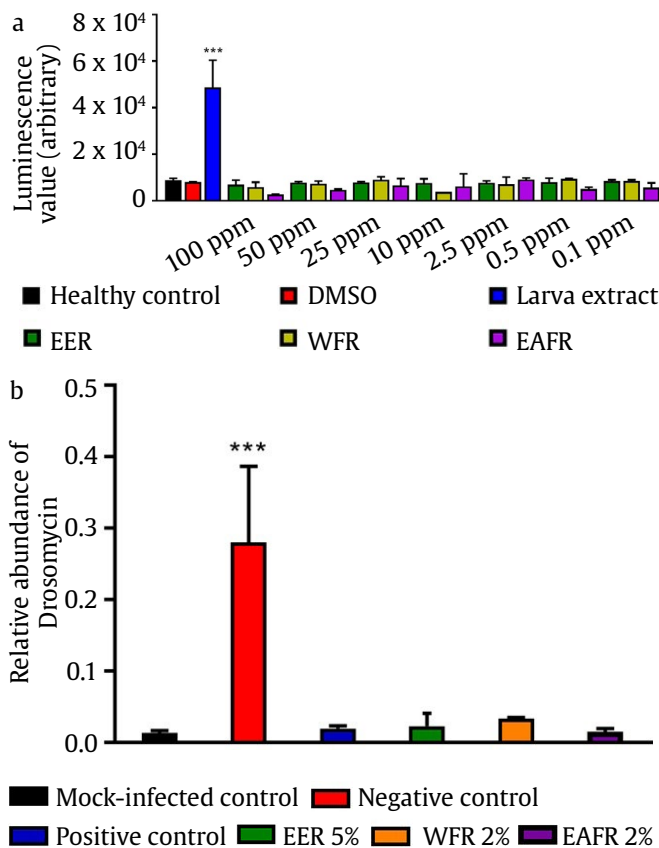 a
Luminescence
value (arbitrary)
8 x 10⁴
6 x 10⁴
4 x 10⁴
2 x 10⁴
0
***
100 ppm
50 ppm
25 ppm
10 ppm
2.5 ppm
0.5 ppm
0.1 ppm
Healthy control
DMSO
Larva extract
EER
WFR
EAFR
b
Relative abundance of
Drosomycin
0.5
0.4
0.3
0.2
0.1
0.0
***
Mock-infected control
Negative control
Positive control
EER 5%
WFR 2%
EAFR 2%